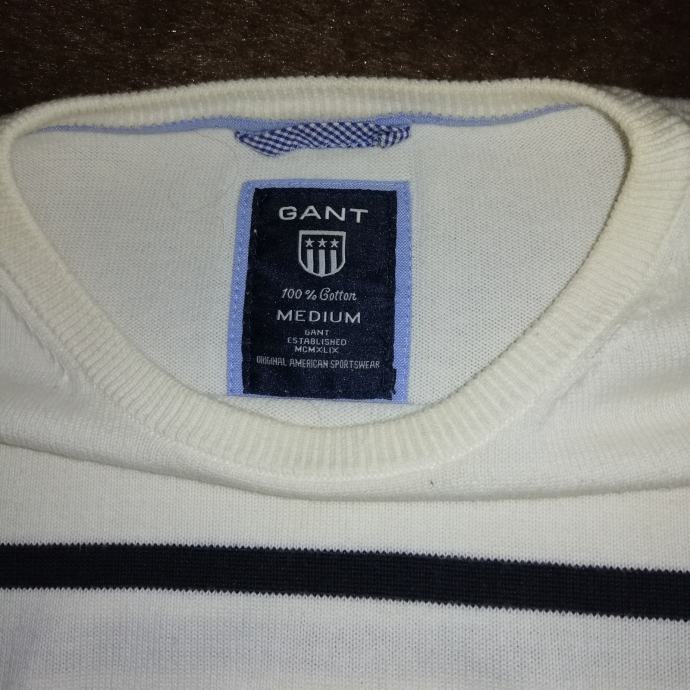 GANT
100% Cotton
MEDIUM
GANT
ESTABLISHED
MCMXLIX
ORIGINAL AMERICAN SPORTSWEAR